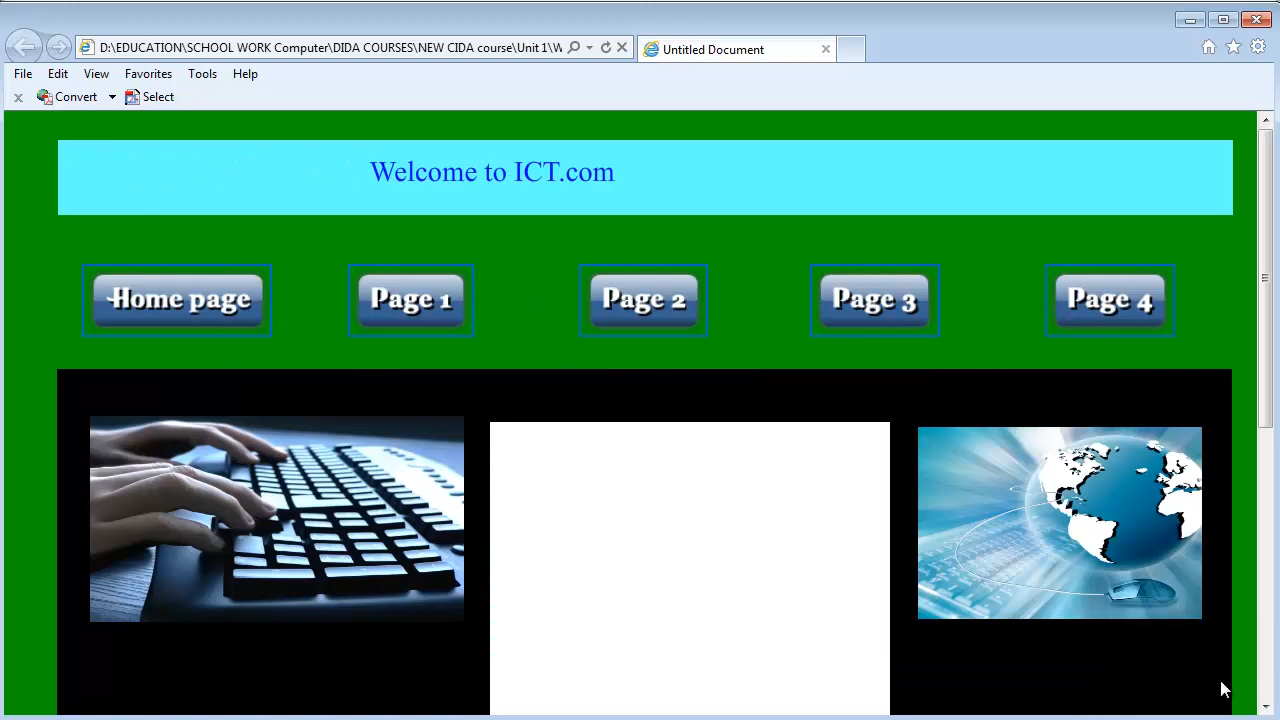 D:\EDUCATION\SCHOOL WORK Computer\DIDA COURSES\NEW CIDA course\Unit 1\W
Untitled Document
File Edit View Favorites Tools Help
Convert Select
Welcome to ICT.com
Home page Page 1 Page 2 Page 3 Page 4